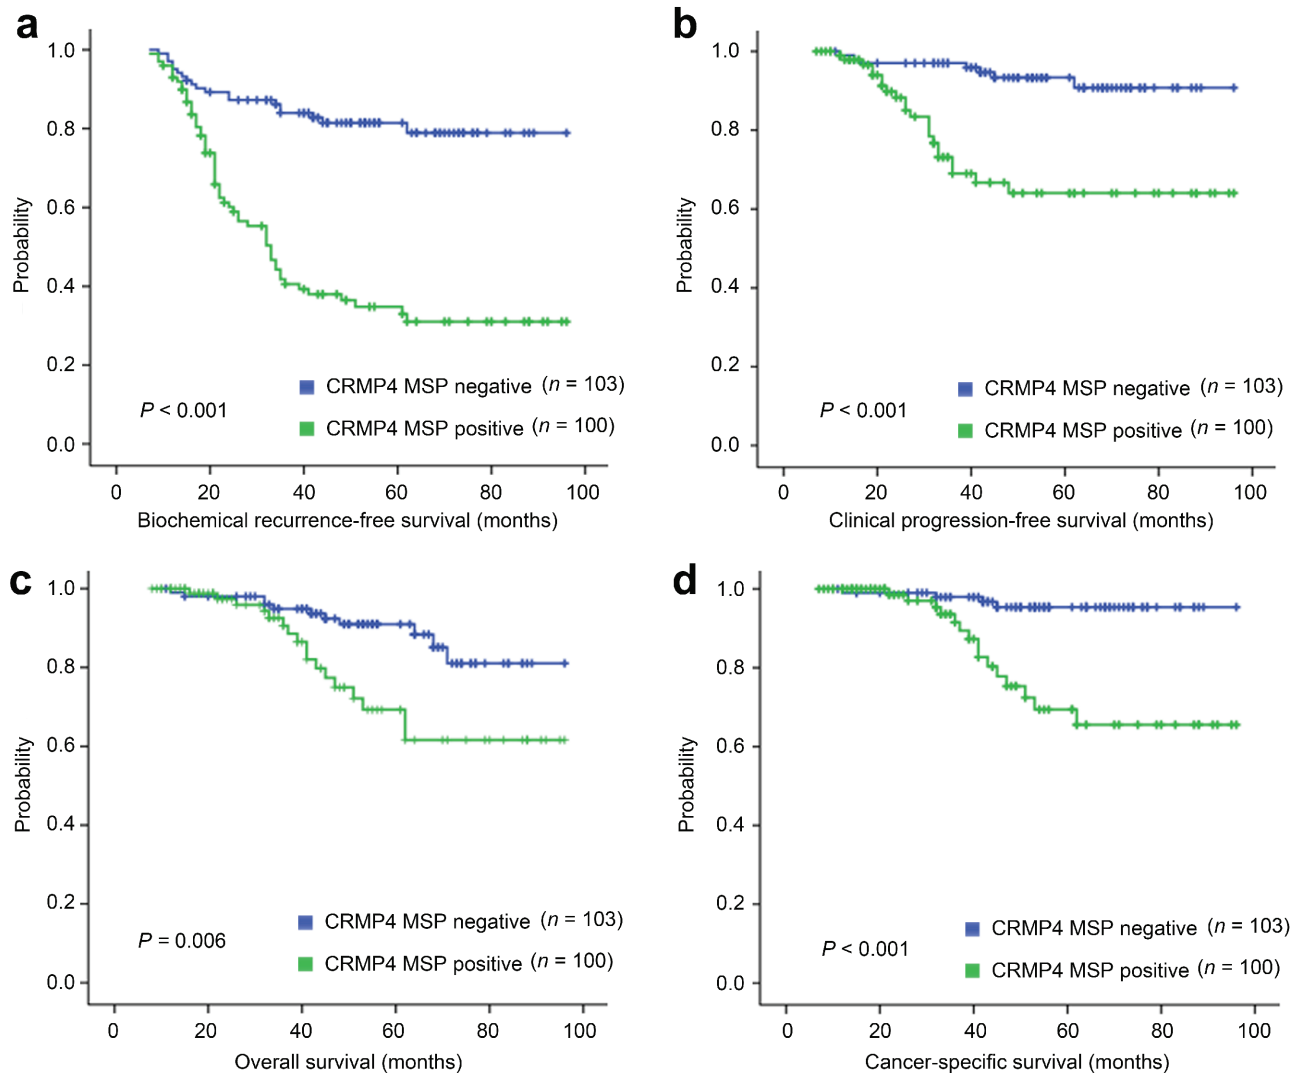 a
1.0
0.8
0.6
0.4
0.2
0.0
Probability
CRMP4 MSP negative (n = 103)
CRMP4 MSP positive (n = 100)
P < 0.001
0 20 40 60 80 100
Biochemical recurrence-free survival (months)
b
1.0
0.8
0.6
0.4
0.2
0.0
Probability
CRMP4 MSP negative (n = 103)
CRMP4 MSP positive (n = 100)
P < 0.001
0 20 40 60 80 100
Clinical progression-free survival (months)
c
1.0
0.8
0.6
0.4
0.2
0.0
Probability
CRMP4 MSP negative (n = 103)
CRMP4 MSP positive (n = 100)
P = 0.006
0 20 40 60 80 100
Overall survival (months)
d
1.0
0.8
0.6
0.4
0.2
0.0
Probability
CRMP4 MSP negative (n = 103)
CRMP4 MSP positive (n = 100)
P < 0.001
0 20 40 60 80 100
Cancer-specific survival (months)